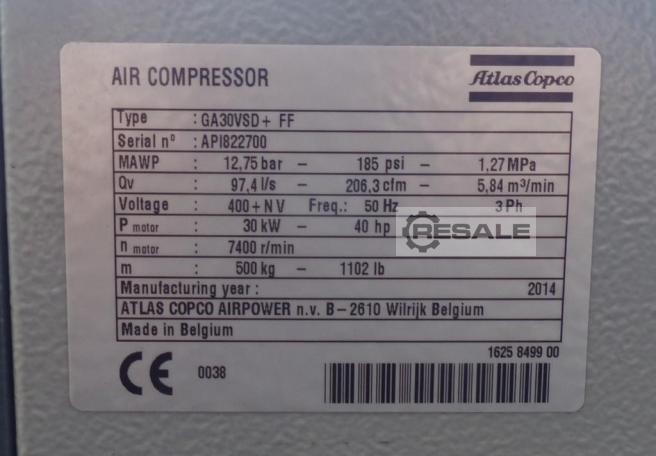 AIR COMPRESSOR
Atlas Copco
Type : GA30VSD+ FF
Serial nº : API822700
MAWP : 12,75 bar – 185 psi – 1,27 MPa
Qv : 97,4 l/s – 206,3 cfm – 5,84 m³/min
Voltage : 400+N V Freq.: 50 Hz 3 Ph
P motor : 30 kW – 40 hp
RESALE
n motor : 7400 r/min
m : 500 kg – 1102 lb
Manufacturing year : 2014
ATLAS COPCO AIRPOWER n.v. B–2610 Wilrijk Belgium
Made in Belgium
1625 8499 00
CE 0038